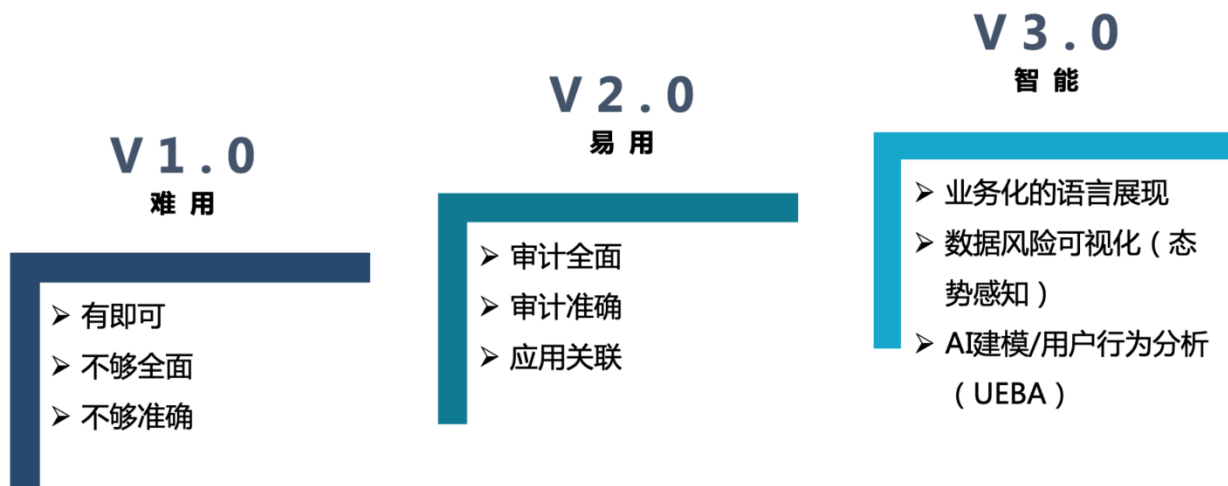 V1.0
难用
➢ 有即可
➢ 不够全面
➢ 不够准确
V2.0
易用
➢ 审计全面
➢ 审计准确
➢ 应用关联
V3.0
智能
➢ 业务化的语言展现
➢ 数据风险可视化（态
势感知）
➢ AI建模/用户行为分析
（UEBA）